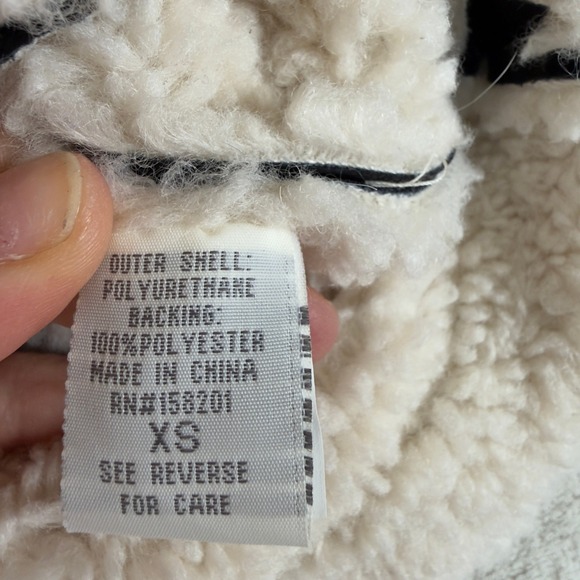 OUTER SHELL:
POLYURETHANE
BACKING:
100%POLYESTER
MADE IN CHINA
RN#158201
XS
SEE REVERSE
FOR CARE